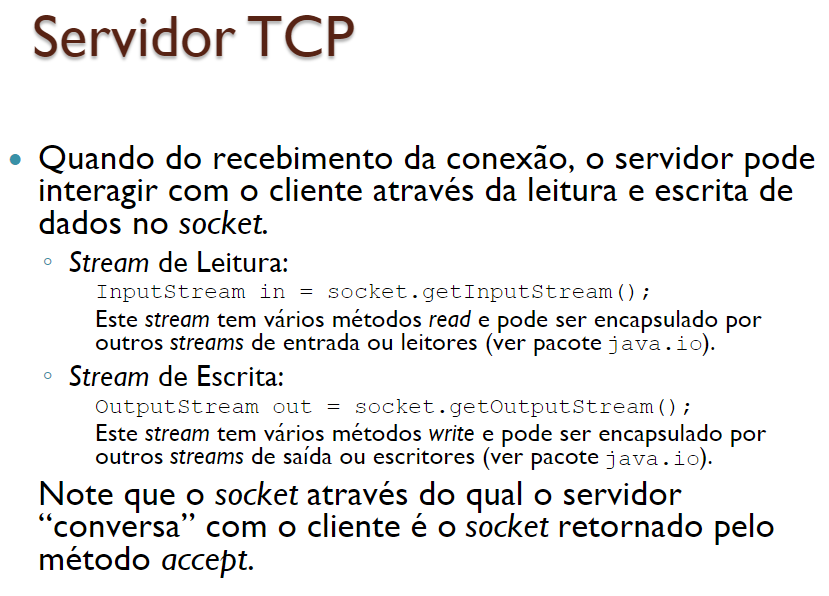 Servidor TCP
• Quando do recebimento da conexão, o servidor pode
interagir com o cliente através da leitura e escrita de
dados no socket.
◦ Stream de Leitura:
InputStream in = socket.getInputStream();
Este stream tem vários métodos read e pode ser encapsulado por
outros streams de entrada ou leitores (ver pacote java.io).
◦ Stream de Escrita:
OutputStream out = socket.getOutputStream();
Este stream tem vários métodos write e pode ser encapsulado por
outros streams de saída ou escritores (ver pacote java.io).
Note que o socket através do qual o servidor
“conversa” com o cliente é o socket retornado pelo
método accept.